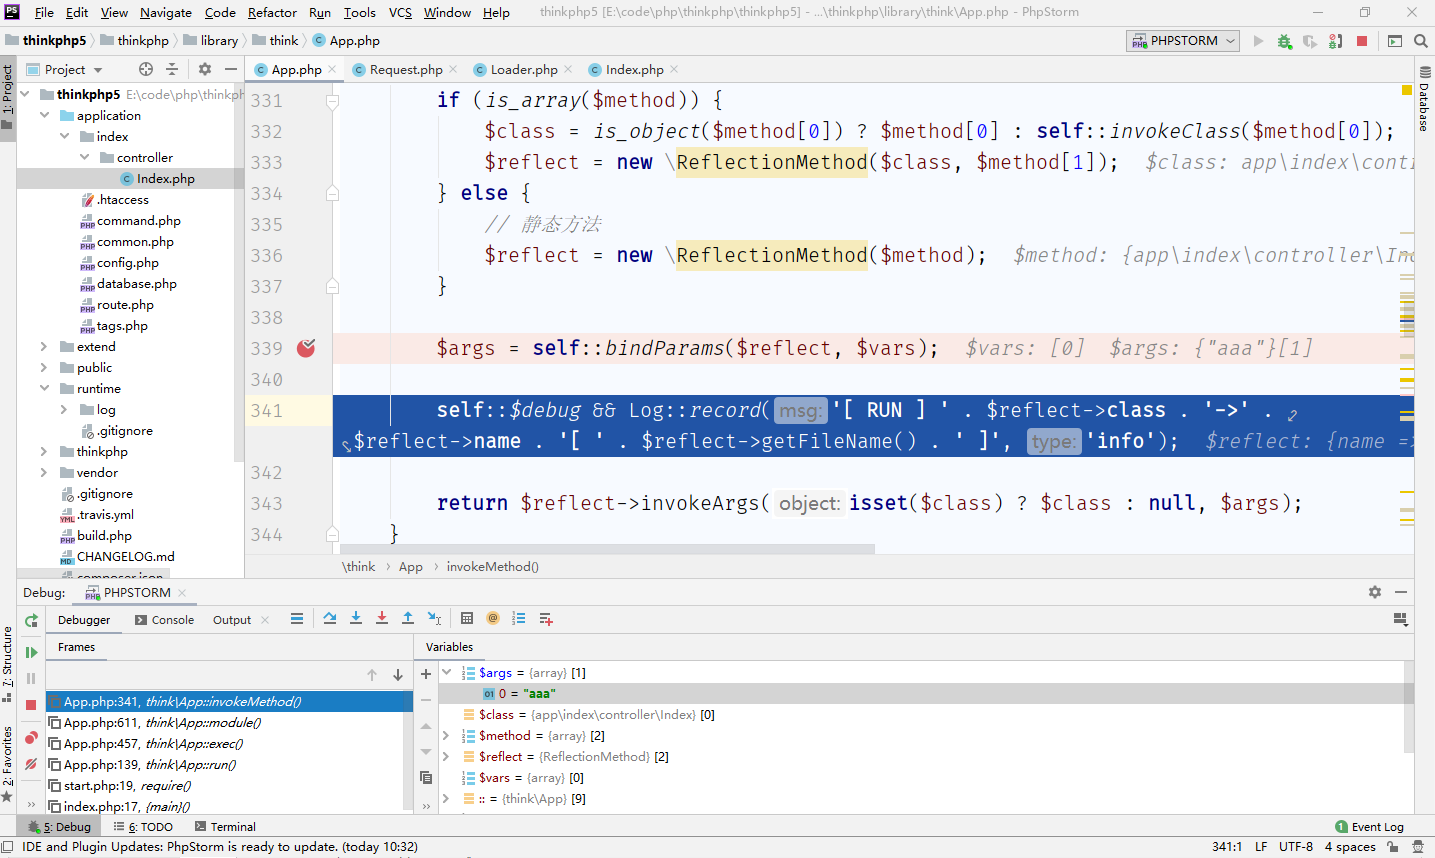 File Edit View Navigate Code Refactor Run Tools VCS Window Help thinkphp5 [E:\code\php\thinkphp\thinkphp5] - ...\thinkphp\library\think\App.php - PhpStorm
thinkphp5 thinkphp library think App.php PHPSTORM
Project
App.php Request.php Loader.php Index.php
1: Project
Database
thinkphp5 E:\code\php\thinkph
application
index
controller
Index.php
.htaccess
command.php
common.php
config.php
database.php
route.php
tags.php
extend
public
runtime
log
.gitignore
thinkphp
vendor
.gitignore
.travis.yml
build.php
CHANGELOG.md
composer.json
331 if (is_array($method)) {
332 $class = is_object($method[0]) ? $method[0] : self::invokeClass($method[0]);
333 $reflect = new \ReflectionMethod($class, $method[1]); $class: app\index\contr
334 } else {
335 // 静态方法
336 $reflect = new \ReflectionMethod($method); $method: {app\index\controller\Ind
337 }
338
339 $args = self::bindParams($reflect, $vars); $vars: [0] $args: {"aaa"}[1]
340
341 self::$debug && Log::record( msg: '[ RUN ] ' . $reflect->class . '->' .
$reflect->name . '[ ' . $reflect->getFileName() . ' ]', type: 'info'); $reflect: {name =>
342
343 return $reflect->invokeArgs( object: isset($class) ? $class : null, $args);
344 }
\think App invokeMethod()
Debug: PHPSTORM
Debugger Console Output
Frames
Variables
App.php:341, think\App::invokeMethod()
App.php:611, think\App::module()
App.php:457, think\App::exec()
App.php:139, think\App::run()
start.php:19, require()
index.php:17, {main}()
$args = {array} [1]
0 = "aaa"
$class = {app\index\controller\Index} [0]
$method = {array} [2]
$reflect = {ReflectionMethod} [2]
$vars = {array} [0]
:: = {think\App} [9]
7: Structure
2: Favorites
5: Debug 6: TODO Terminal 1 Event Log
IDE and Plugin Updates: PhpStorm is ready to update. (today 10:32) 341:1 LF UTF-8 4 spaces